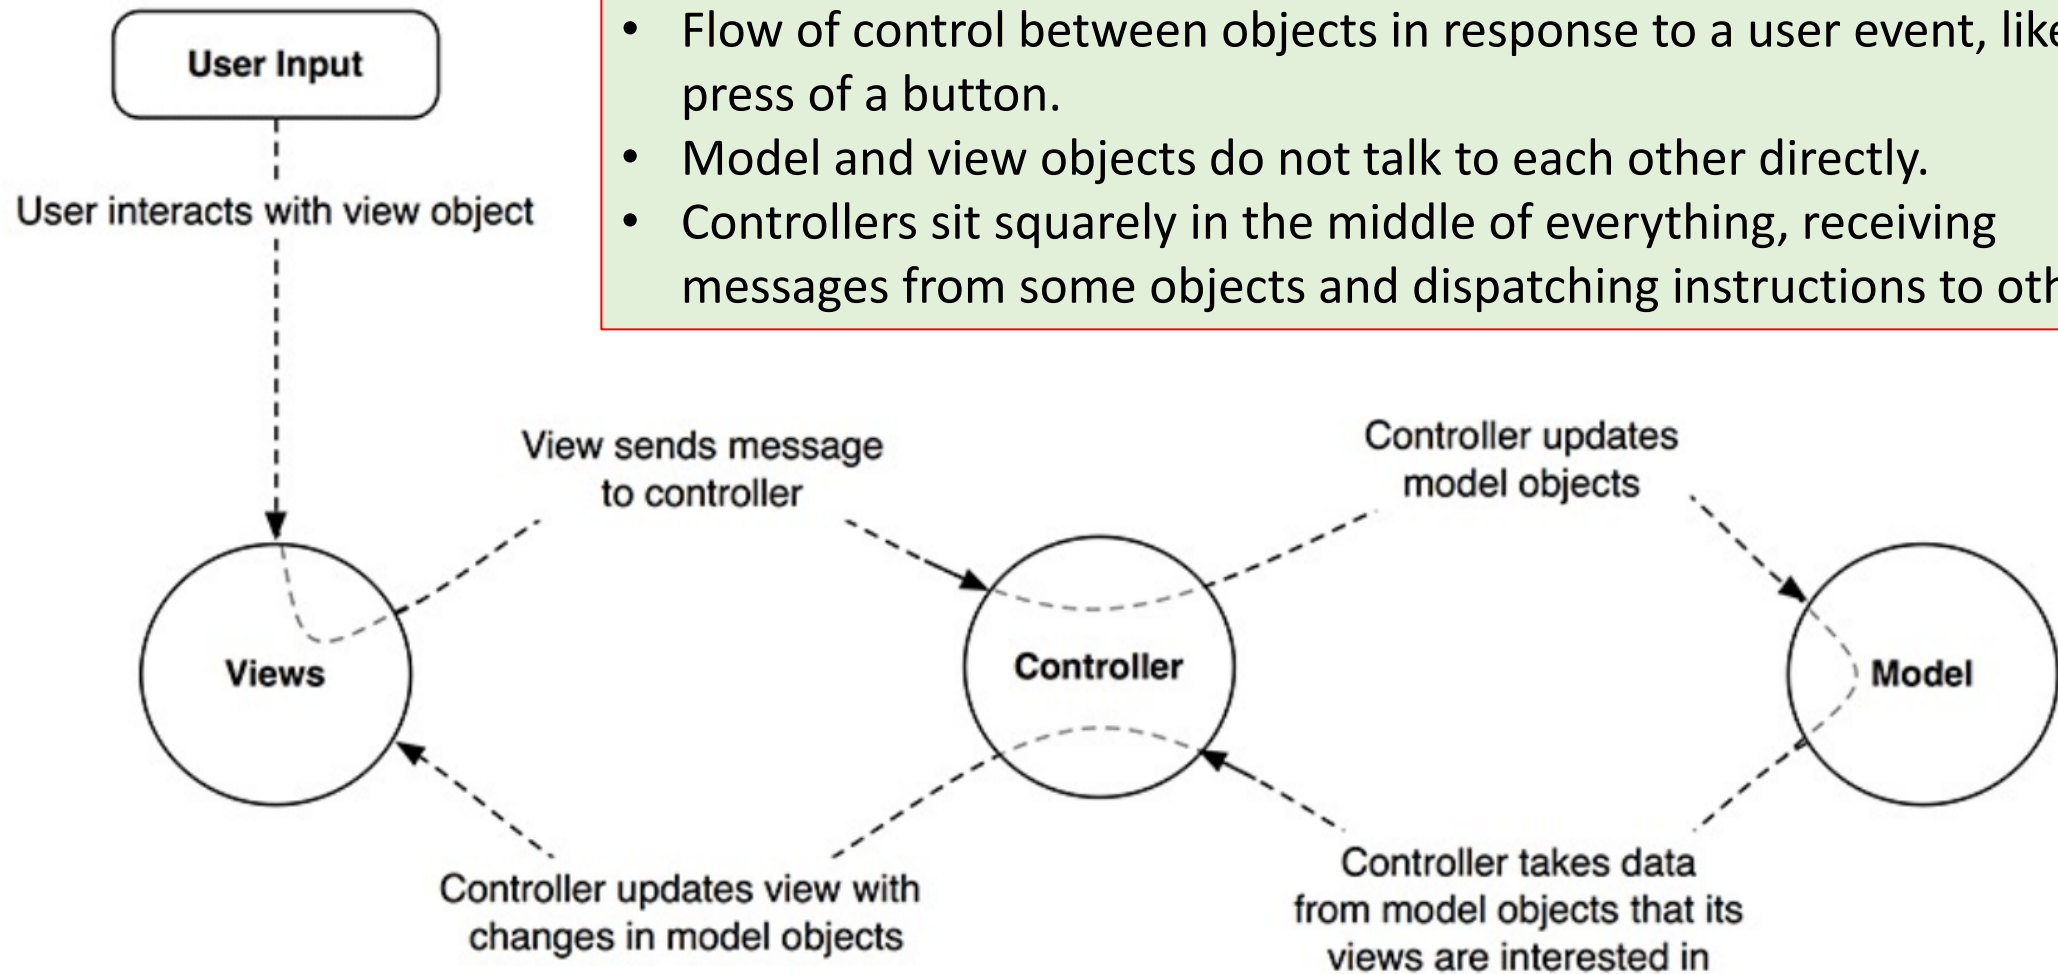 User Input
• Flow of control between objects in response to a user event, like
press of a button.
• Model and view objects do not talk to each other directly.
• Controllers sit squarely in the middle of everything, receiving
messages from some objects and dispatching instructions to
User interacts with view object
View sends message
to controller
Controller updates
model objects
Views
Controller
Model
Controller updates view with
changes in model objects
Controller takes data
from model objects that its
views are interested in